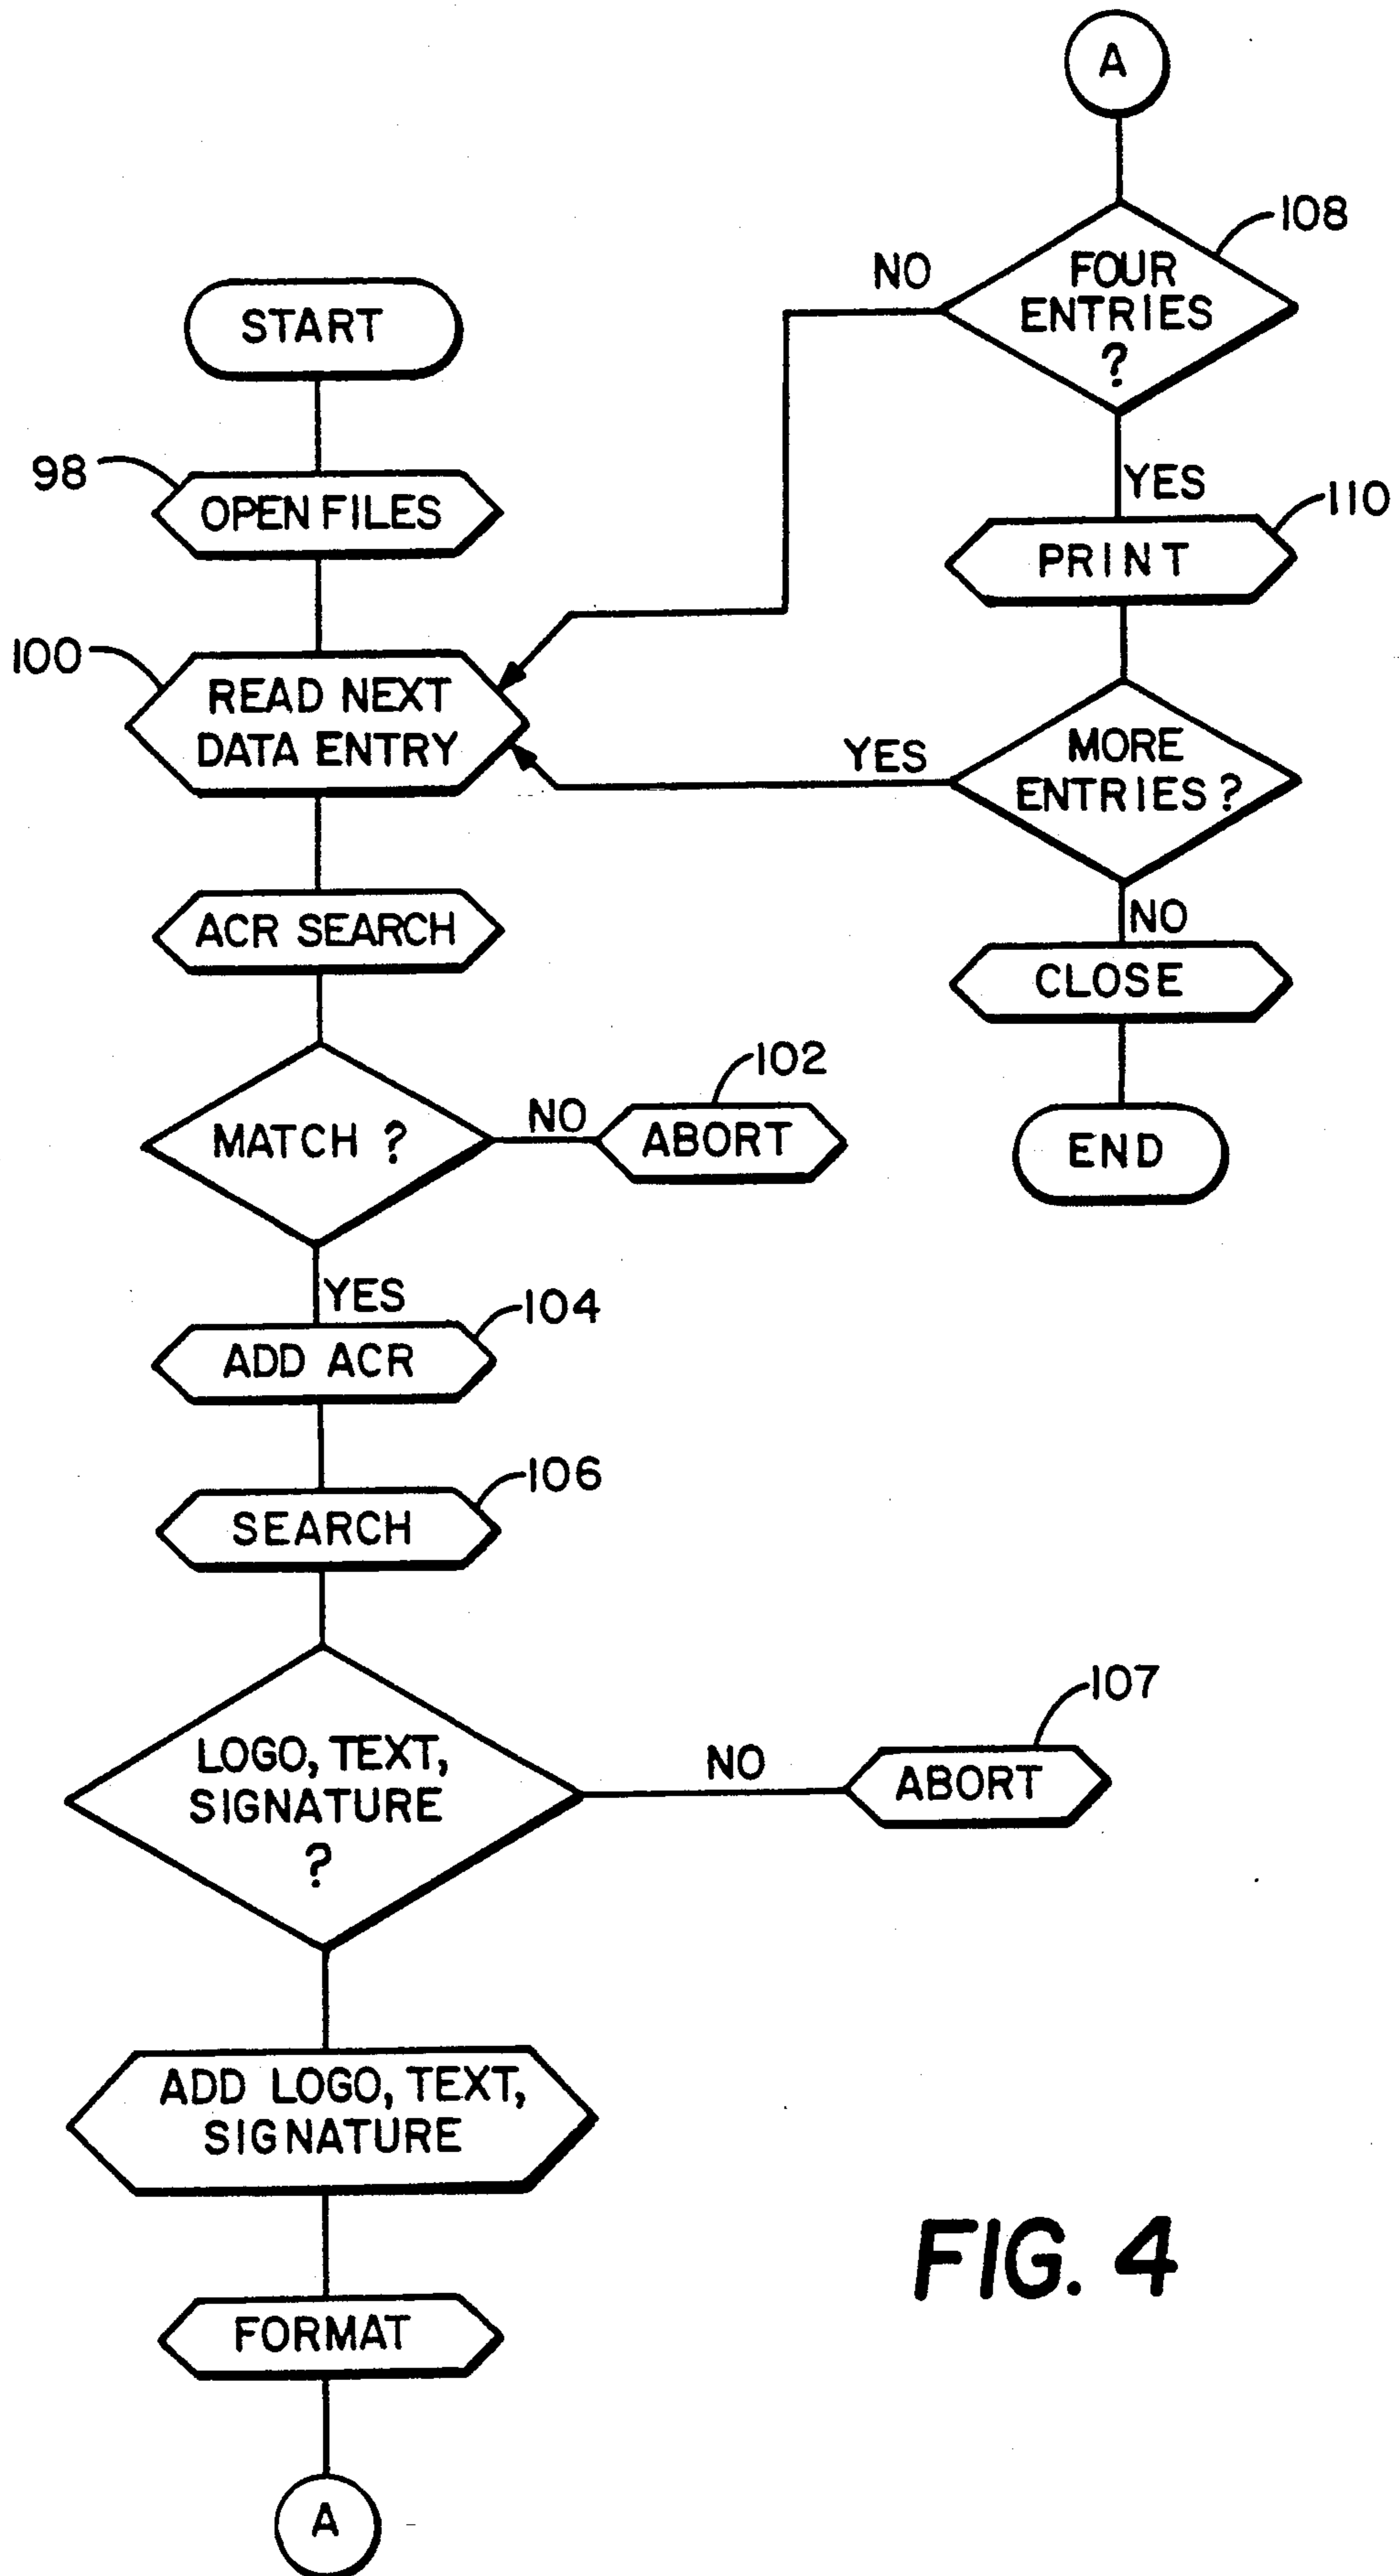 START
98
OPEN FILES
100
READ NEXT
DATA ENTRY
ACR SEARCH
MATCH ?
NO
102
ABORT
YES
104
ADD ACR
106
SEARCH
LOGO, TEXT,
SIGNATURE
?
NO
107
ABORT
ADD LOGO, TEXT,
SIGNATURE
FORMAT
A
A
108
FOUR
ENTRIES
?
NO
YES
110
PRINT
MORE
ENTRIES ?
YES
NO
CLOSE
END
FIG. 4